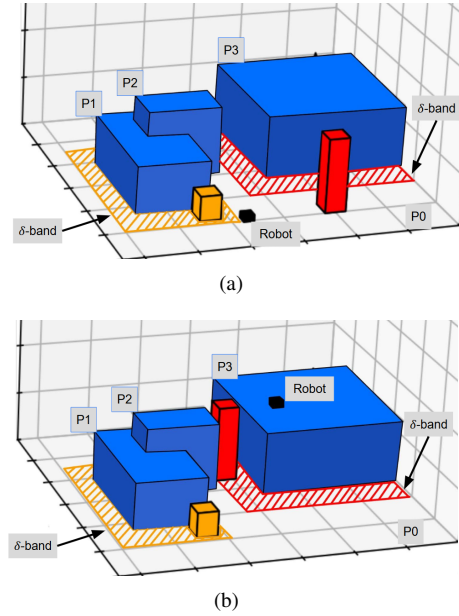 P3
P2
P1
δ-band
δ-band
P0
Robot
(a)
P3
Robot
P2
P1
δ-band
δ-band
P0
(b)